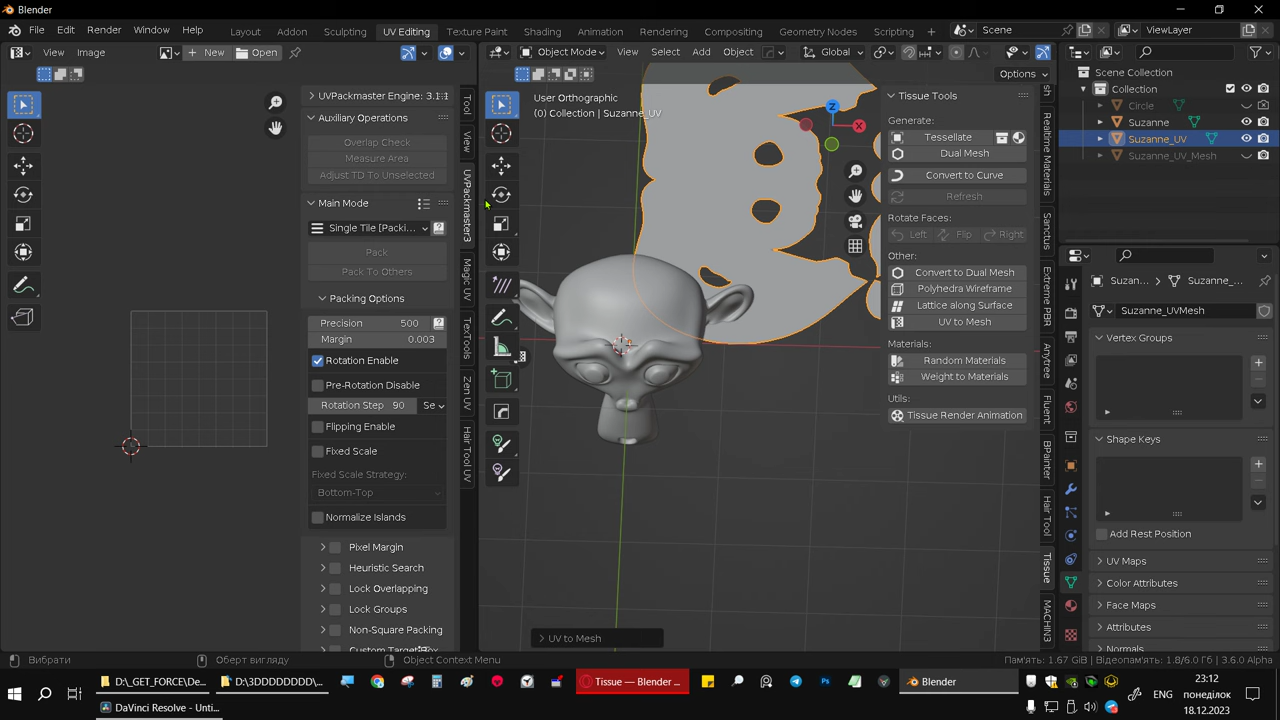 Blender
File Edit Render Window Help Layout Adding Sculpting UV Editing Texture Paint Shading Animation Rendering Compositing Geometry Nodes Scripting Scene ViewLayer
View Image New Open Object Mode View Select Add Object Global
Options
UVPackmaster Engine: 3.1.1
Auxiliary Operations
Overlap Check
Measure Area
Adjust TD To Unselected
Main Mode
Single Tile [Packi...
Pack
Pack To Others
Packing Options
Precision 500
Margin 0.003
Rotation Enable
Pre-Rotation Disable
Rotation Step 90 Se
Flipping Enable
Fixed Scale
Fixed Scale Strategy:
Bottom-Top
Normalize Islands
Pixel Margin
Heuristic Search
Lock Overlapping
Lock Groups
Non-Square Packing
Tool
View
UVPackmaster3
Magic UV
TexTools
Zen UV
Hair Tool UV
User Orthographic
(0) Collection | Suzanne_UV
Z
X
UV to Mesh
Tissue Tools
Generate:
Tessellate
Dual Mesh
Convert to Curve
Refresh
Rotate Faces:
Left Flip Right
Other:
Convert to Dual Mesh
Polyhedra Wireframe
Lattice along Surface
UV to Mesh
Materials:
Random Materials
Weight to Materials
Utils:
Tissue Render Animation
Realtime Materials
Sanctus
Extreme PBR
Anytree
Fluent
BPainter
Hair Tool
Tissue
MACHIN3
Scene Collection
Collection
Circle
Suzanne
Suzanne_UV
Suzanne_UV_Mesh
Suzan... Suzanne_...
Suzanne_UVMesh
Vertex Groups
Shape Keys
Add Rest Position
UV Maps
Color Attributes
Face Maps
Attributes
Normals
Вибрати Оберт вигляду Object Context Menu Пам'ять: 1.67 GiB Відеопам'ять: 1.8/6.0 Гб 3.6.0 Alpha
D:\_GET_FORCE\De... D:\3DDDDDDDD\... Tissue — Blender ... Blender
DaVinci Resolve - Unti...
ENG
23:12
понеділок
18.12.2023